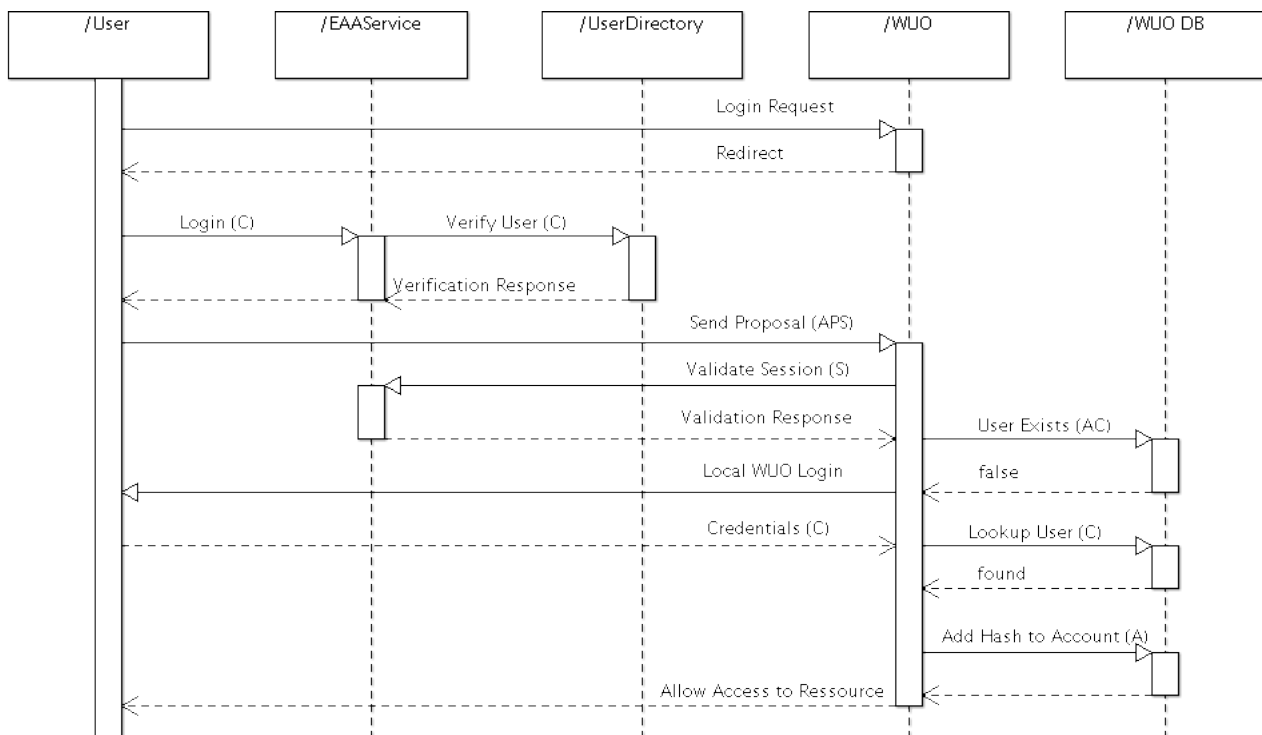 /User
/EAAService
/UserDirectory
/WUO
/WUO DB
Login Request
Redirect
Login (C)
Verify User (C)
Verification Response
Send Proposal (APS)
Validate Session (S)
Validation Response
User Exists (AC)
Local WUO Login
false
Credentials (C)
Lookup User (C)
found
Add Hash to Account (A)
Allow Access to Ressource